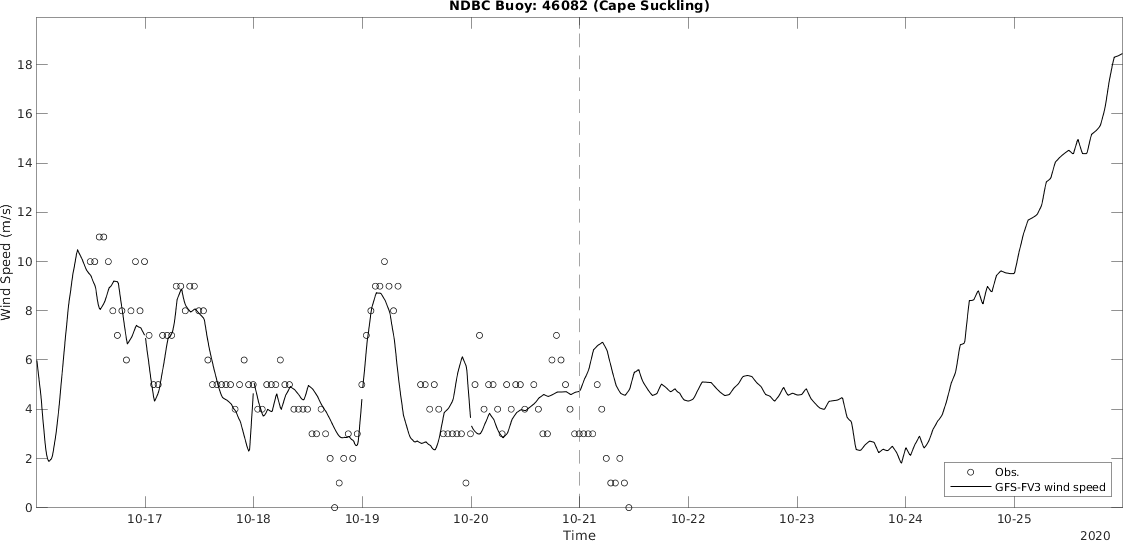 NDBC Buoy: 46082 (Cape Suckling)
18
16
14
12
10
8
6
4
2
0
Wind Speed (m/s)
Obs.
GFS-FV3 wind speed
10-17 10-18 10-19 10-20 10-21 10-22 10-23 10-24 10-25
Time
2020